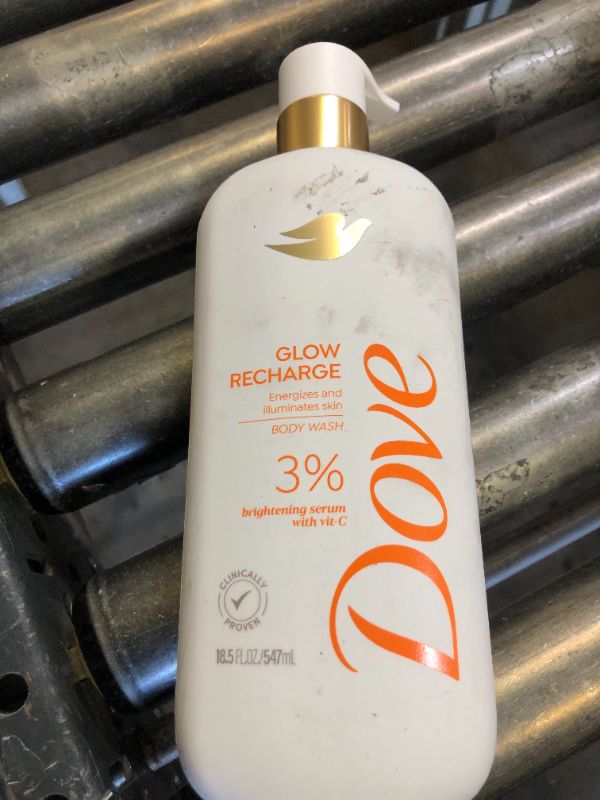 GLOW
RECHARGE
Energizes and
illuminates skin
BODY WASH
3%
brightening serum
with vit-C
Dove
CLINICALLY
PROVEN
18.5 FL.OZ./547mL